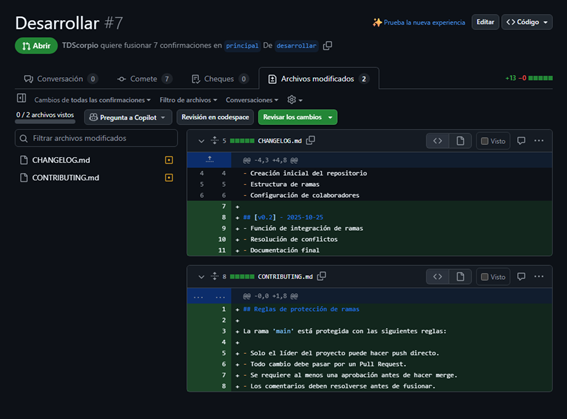 Desarrollar #7
Prueba la nueva experiencia
Editar
<> Código
Abrir
TDScorpio quiere fusionar 7 confirmaciones en principal De desarrollar
Conversación 0
Comete 7
Cheques 0
Archivos modificados 2
+13 −0
Cambios de todas las confirmaciones
Filtro de archivos
Conversaciones
0 / 2 archivos vistos
Pregunta a Copilot
Revisión en codespace
Revisar los cambios
Filtrar archivos modificados
CHANGELOG.md
CONTRIBUTING.md
5 CHANGELOG.md
Visto
@@ -4,3 +4,8 @@
4 4 - Creación inicial del repositorio
5 5 - Estructura de ramas
6 6 - Configuración de colaboradores
7 +
8 + ## [v0.2] - 2025-10-25
9 + - Función de integración de ramas
10 + - Resolución de conflictos
11 + - Documentación final
8 CONTRIBUTING.md
Visto
... ... @@ -0,0 +1,8 @@
1 + ## Reglas de protección de ramas
2 +
3 + La rama 'main' está protegida con las siguientes reglas:
4 +
5 + - Solo el líder del proyecto puede hacer push directo.
6 + - Todo cambio debe pasar por un Pull Request.
7 + - Se requiere al menos una aprobación antes de hacer merge.
8 + - Los comentarios deben resolverse antes de fusionar.